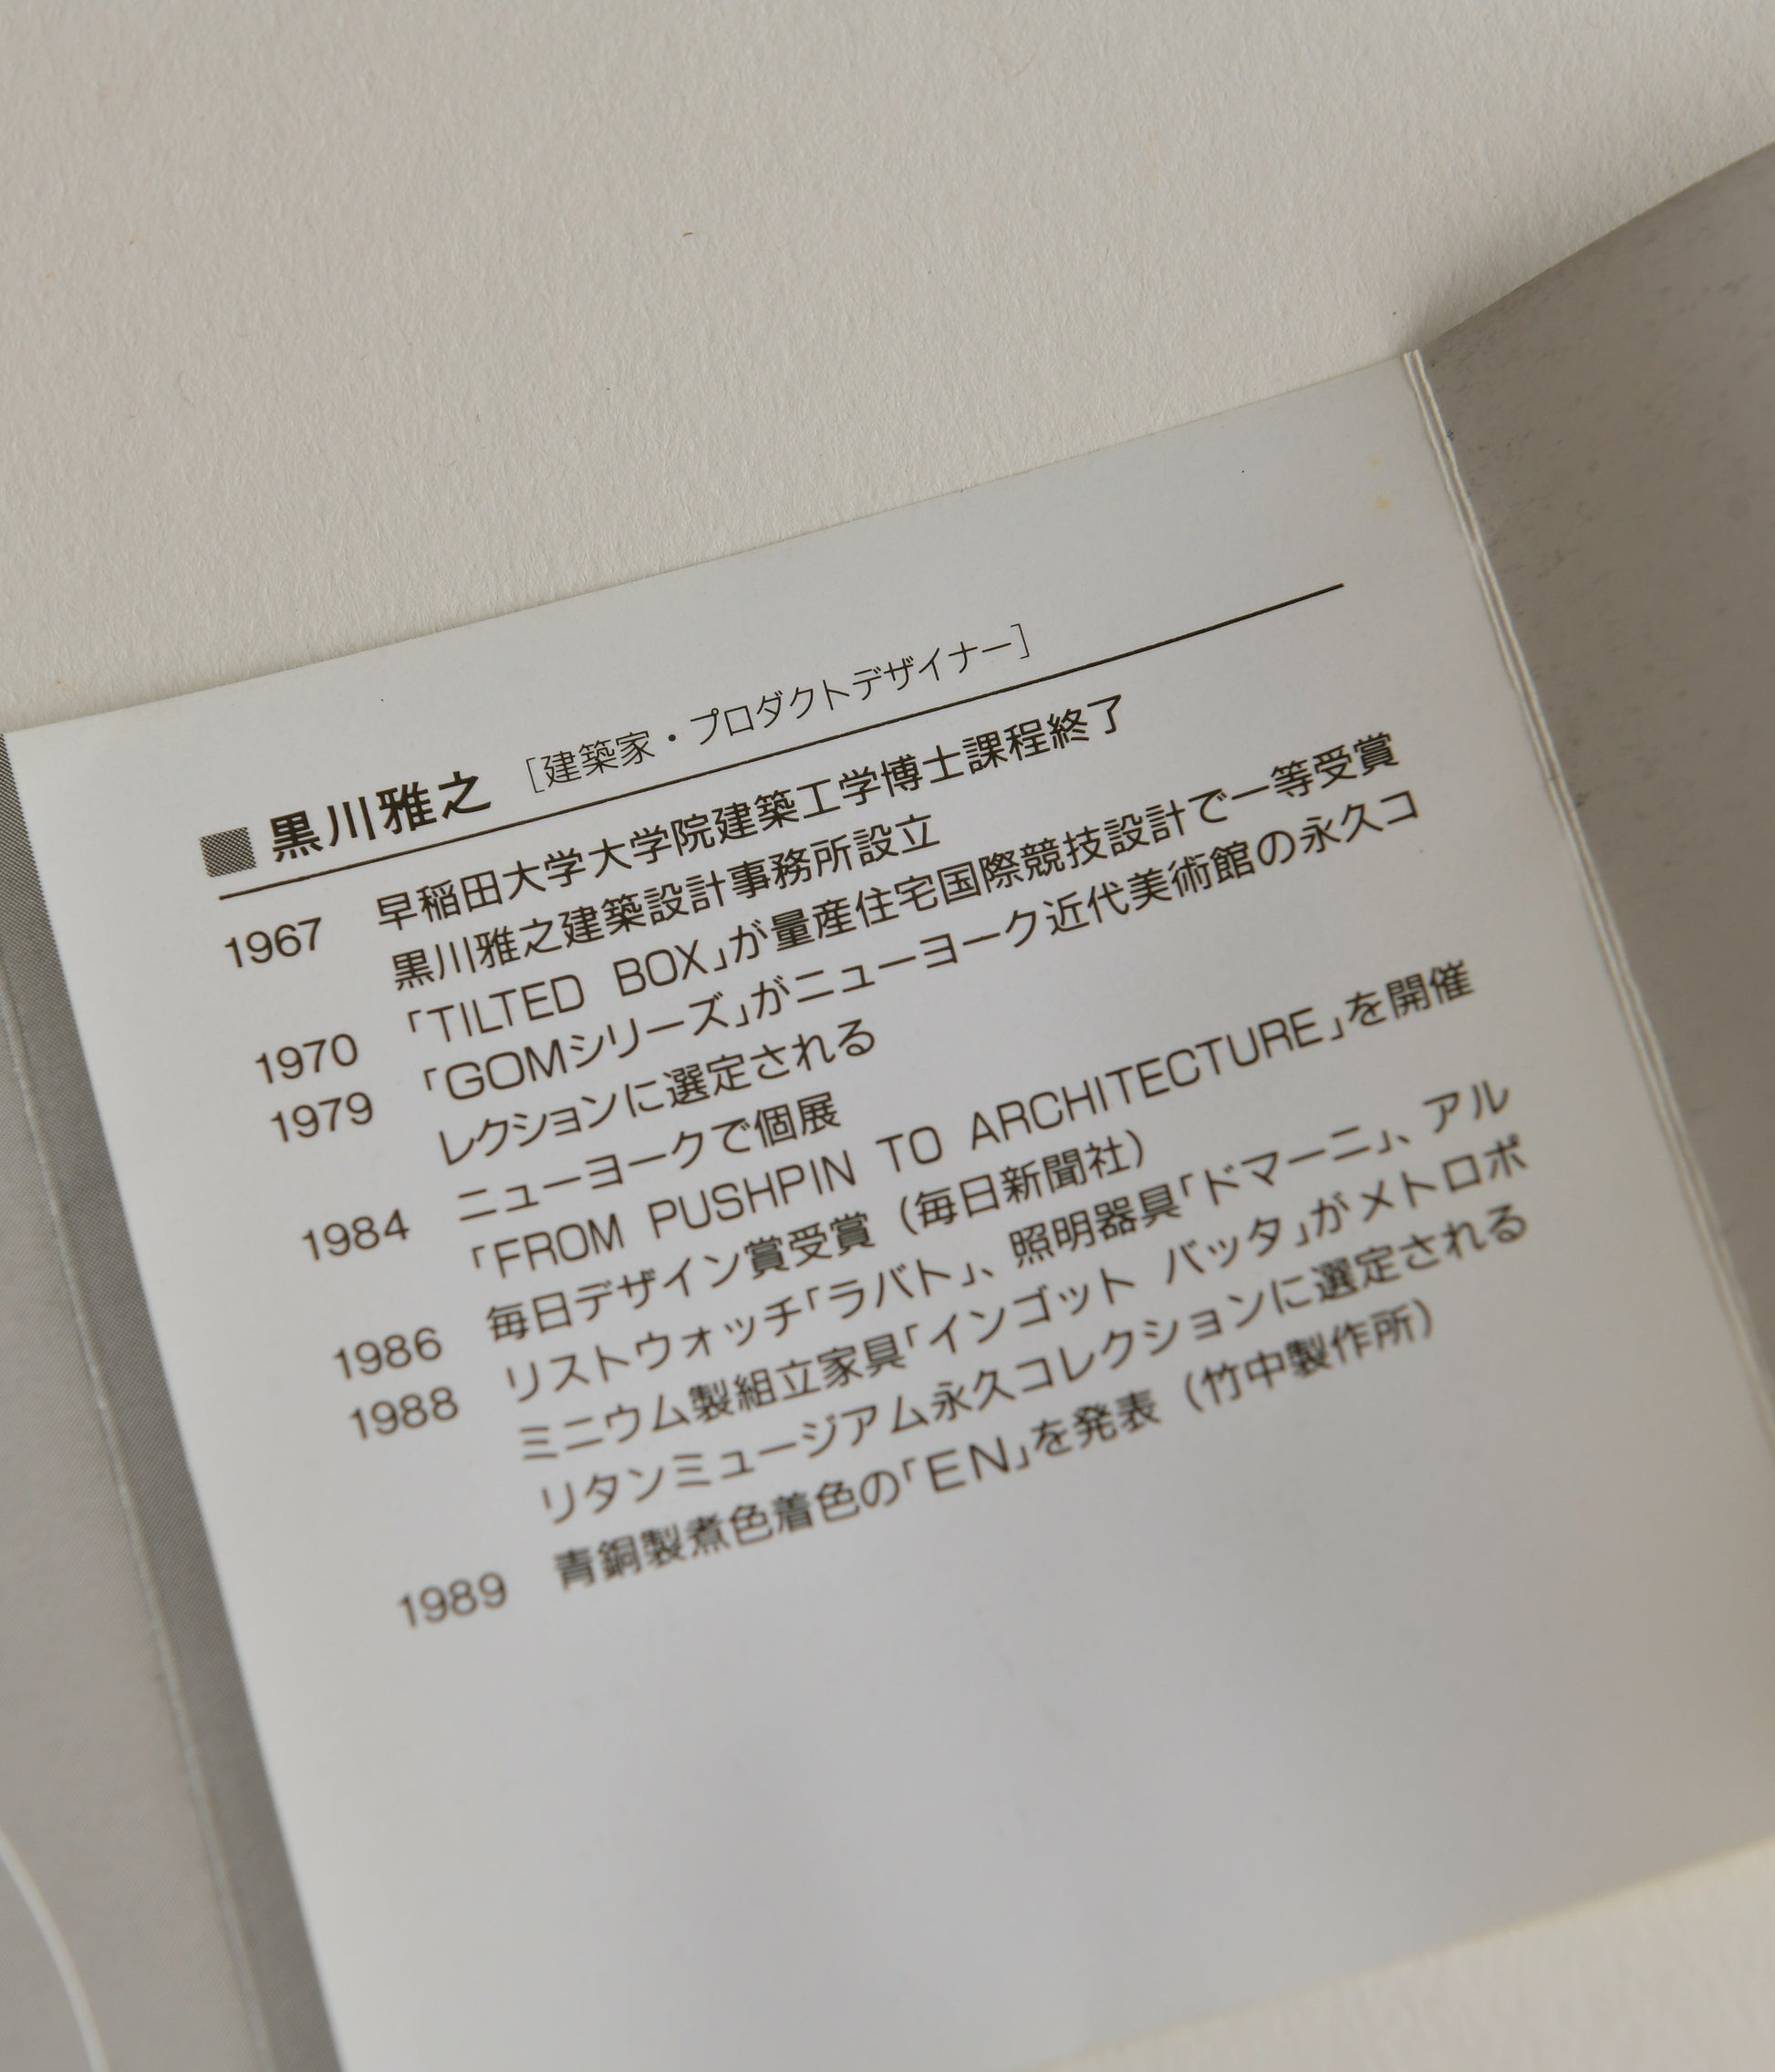 黒川雅之 [建築家・プロダクトデザイナー]
1967 早稲田大学大学院建築工学博士課程終了
黒川雅之建築設計事務所設立
1970 「TILTED BOX」が量産住宅国際競技設計で一等受賞
1979 「GOMシリーズ」がニューヨーク近代美術館の永久コ
レクションに選定される
ニューヨークで個展
1984 「FROM PUSHPIN TO ARCHITECTURE」を開催
1986 毎日デザイン賞受賞（毎日新聞社）
1988 リストウォッチ「ラバト」、照明器具「ドマーニ」、アル
ミニウム製組立家具「インゴット バッタ」がメトロポ
リタンミュージアム永久コレクションに選定される
1989 青銅製煮色着色の「EN」を発表（竹中製作所）